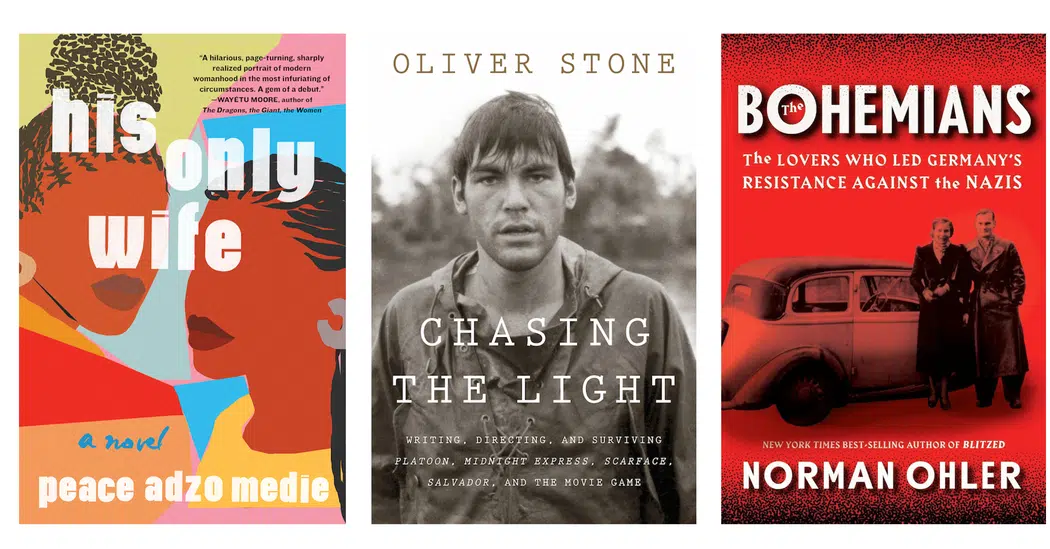 "A hilarious, page-turning, sharply
realized portrait of modern
womanhood in the most infuriating of
circumstances. A gem of a debut."
—WAYÉTU MOORE, author of
The Dragons, the Giant, the Women
his
only
wife
a novel
peace adzo medie
OLIVER STONE
CHASING
THE LIGHT
WRITING, DIRECTING, AND SURVIVING
PLATOON, MIDNIGHT EXPRESS, SCARFACE,
SALVADOR, AND THE MOVIE GAME
The BOHEMIANS
The LOVERS WHO LED GERMANY'S
RESISTANCE AGAINST the NAZIS
NEW YORK TIMES BEST-SELLING AUTHOR OF BLITZED
NORMAN OHLER